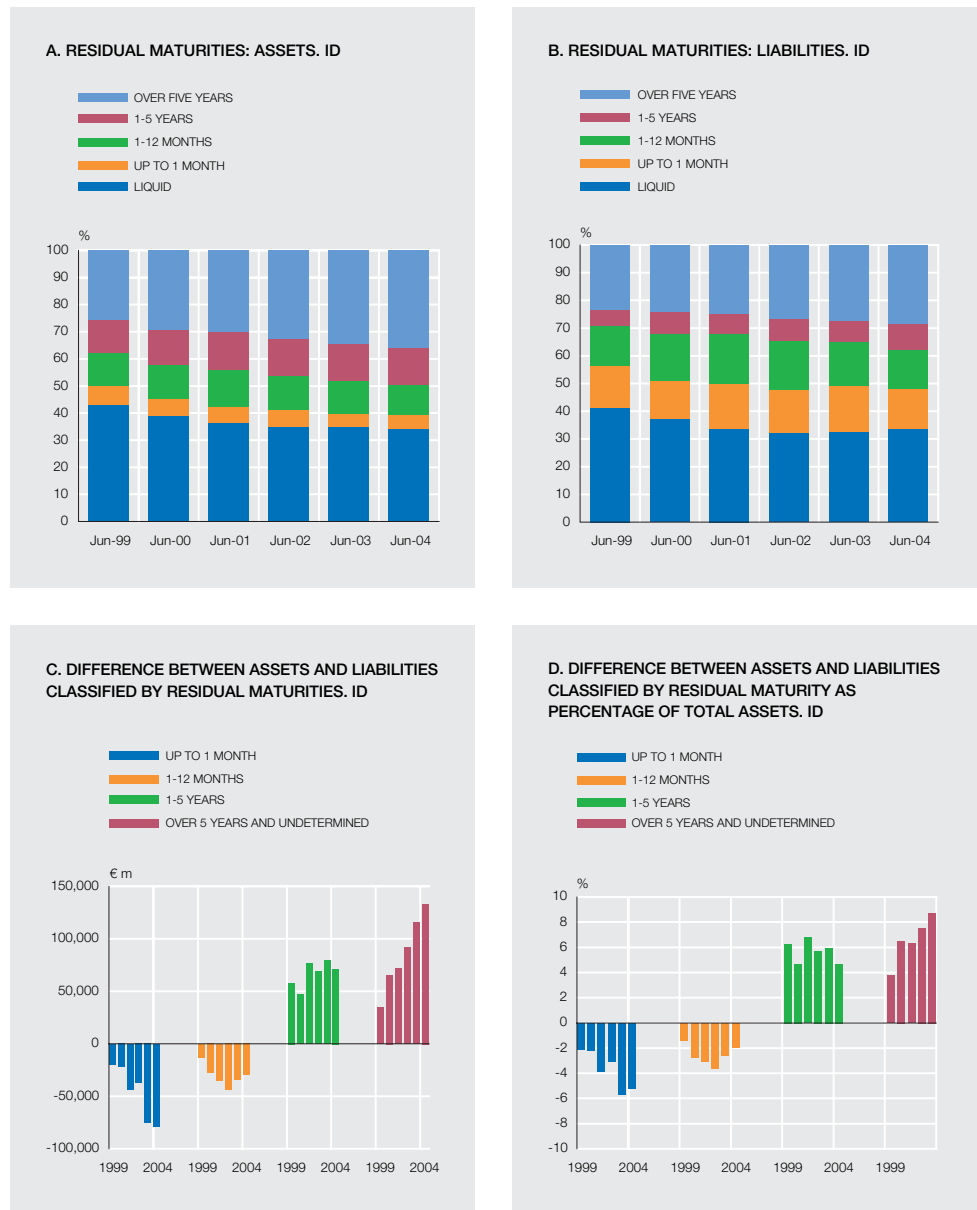 A. RESIDUAL MATURITIES: ASSETS. ID
OVER FIVE YEARS
1-5 YEARS
1-12 MONTHS
UP TO 1 MONTH
LIQUID
%
100
90
80
70
60
50
40
30
20
10
0
Jun-99 Jun-00 Jun-01 Jun-02 Jun-03 Jun-04
B. RESIDUAL MATURITIES: LIABILITIES. ID
OVER FIVE YEARS
1-5 YEARS
1-12 MONTHS
UP TO 1 MONTH
LIQUID
%
100
90
80
70
60
50
40
30
20
10
0
Jun-99 Jun-00 Jun-01 Jun-02 Jun-03 Jun-04
C. DIFFERENCE BETWEEN ASSETS AND LIABILITIES
CLASSIFIED BY RESIDUAL MATURITIES. ID
UP TO 1 MONTH
1-12 MONTHS
1-5 YEARS
OVER 5 YEARS AND UNDETERMINED
€ m
150,000
100,000
50,000
0
-50,000
-100,000
1999 2004 1999 2004 1999 2004 1999 2004
D. DIFFERENCE BETWEEN ASSETS AND LIABILITIES
CLASSIFIED BY RESIDUAL MATURITY AS
PERCENTAGE OF TOTAL ASSETS. ID
UP TO 1 MONTH
1-12 MONTHS
1-5 YEARS
OVER 5 YEARS AND UNDETERMINED
%
10
8
6
4
2
0
-2
-4
-6
-8
-10
1999 2004 1999 2004 1999 2004 1999